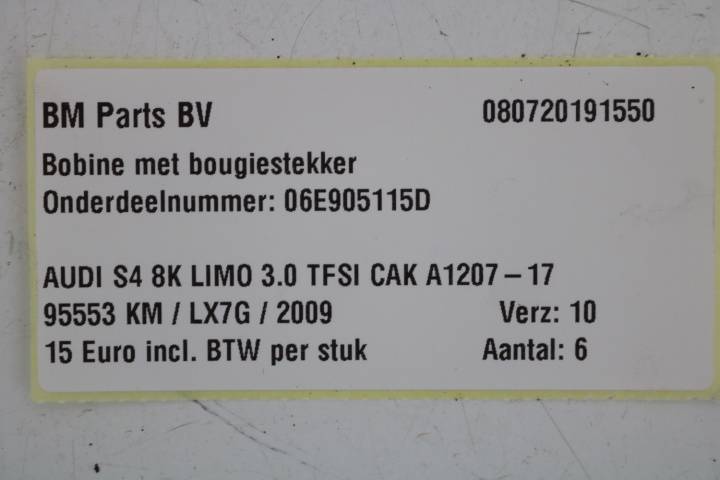 BM Parts BV 080720191550
Bobine met bougiestekker
Onderdeelnummer: 06E905115D
AUDI S4 8K LIMO 3.0 TFSI CAK A1207 – 17
95553 KM / LX7G / 2009 Verz: 10
15 Euro incl. BTW per stuk Aantal: 6